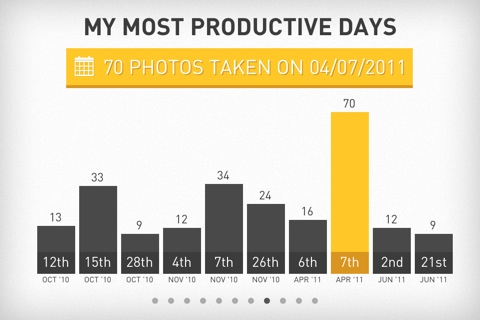 MY MOST PRODUCTIVE DAYS
70 PHOTOS TAKEN ON 04/07/2011
70
33
34
24
16
13
12
12
9
9
12th 15th 28th 4th 7th 26th 6th 7th 2nd 21st
OCT '10 OCT '10 OCT '10 NOV '10 NOV '10 NOV '10 APR '11 APR '11 JUN '11 JUN '11